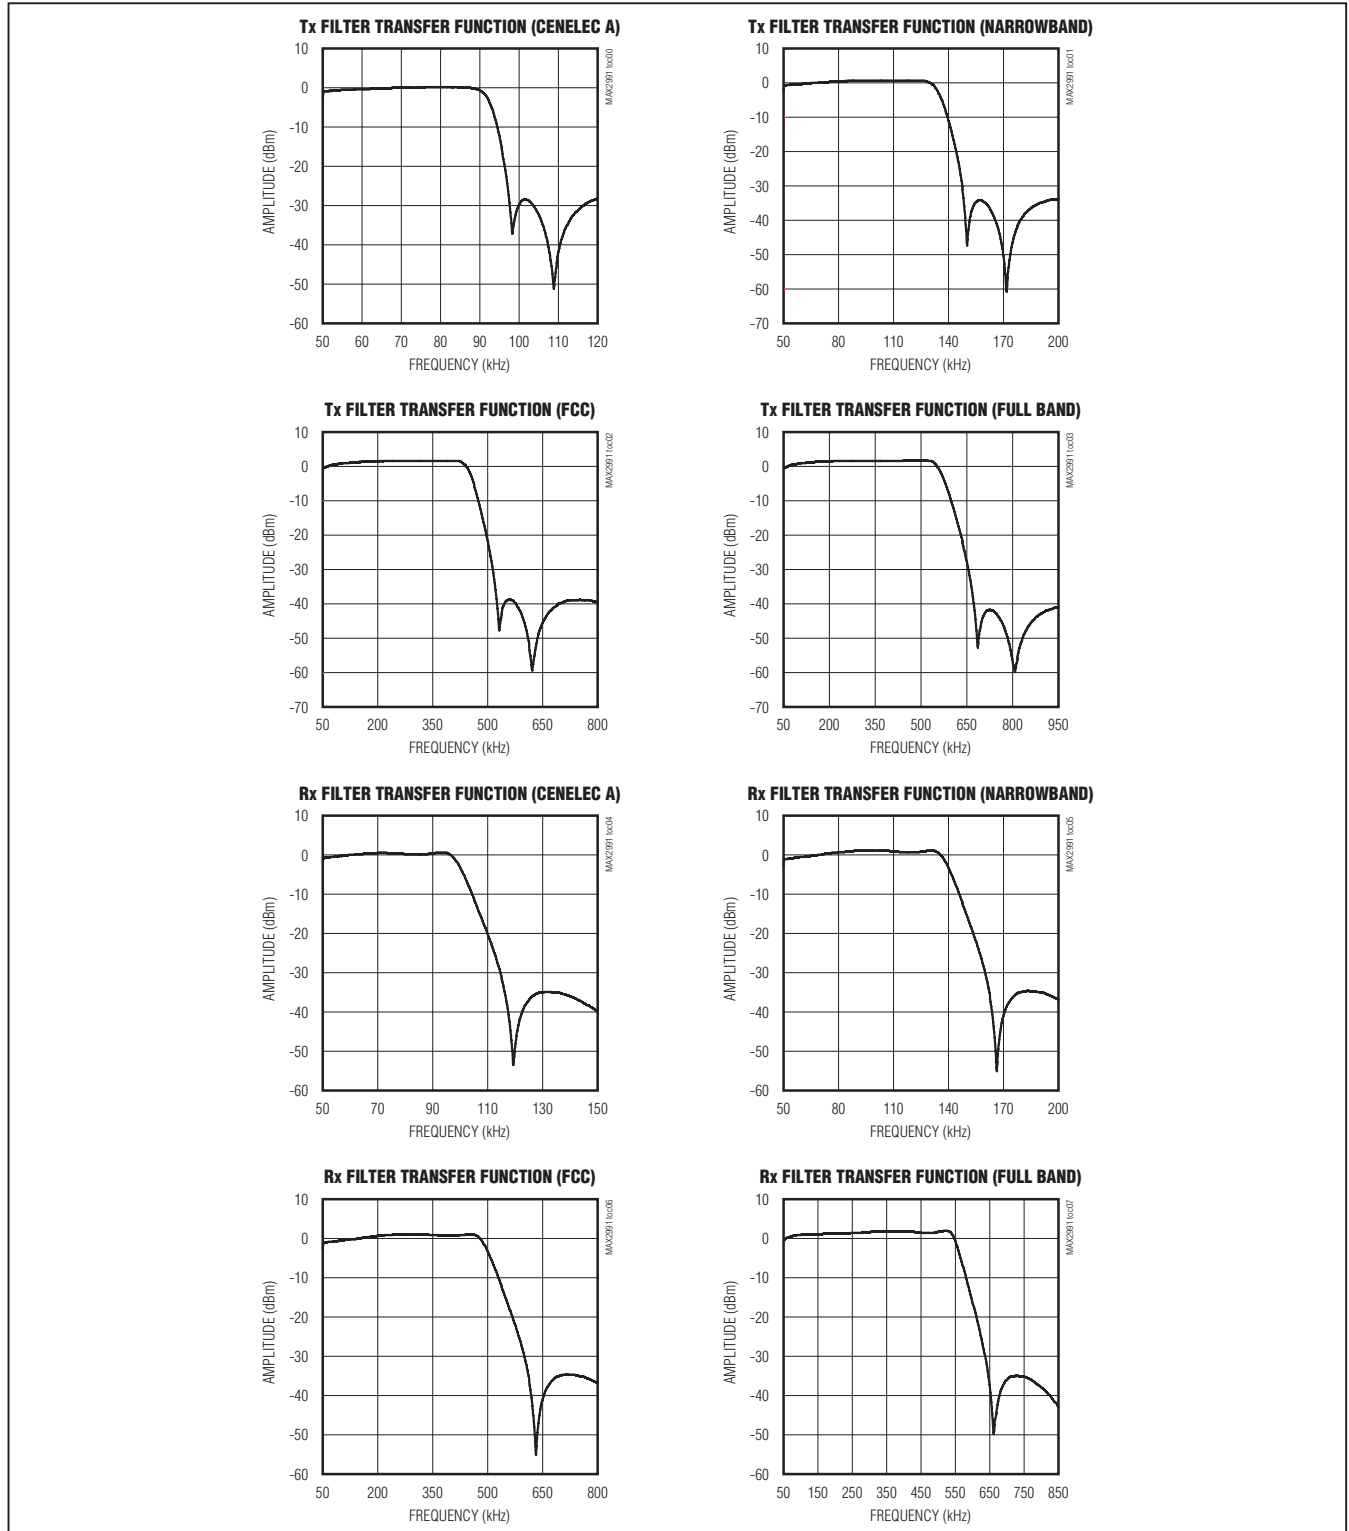 Tx FILTER TRANSFER FUNCTION (CENELEC A)
MAX2991 toc00
AMPLITUDE (dBm)
10
0
-10
-20
-30
-40
-50
-60
50 60 70 80 90 100 110 120
FREQUENCY (kHz)
Tx FILTER TRANSFER FUNCTION (NARROWBAND)
MAX2991 toc01
AMPLITUDE (dBm)
10
0
-10
-20
-30
-40
-50
-60
-70
50 80 110 140 170 200
FREQUENCY (kHz)
Tx FILTER TRANSFER FUNCTION (FCC)
MAX2991 toc02
AMPLITUDE (dBm)
10
0
-10
-20
-30
-40
-50
-60
-70
50 200 350 500 650 800
FREQUENCY (kHz)
Tx FILTER TRANSFER FUNCTION (FULL BAND)
MAX2991 toc03
AMPLITUDE (dBm)
10
0
-10
-20
-30
-40
-50
-60
-70
50 200 350 500 650 800 950
FREQUENCY (kHz)
Rx FILTER TRANSFER FUNCTION (CENELEC A)
MAX2991 toc04
AMPLITUDE (dBm)
10
0
-10
-20
-30
-40
-50
-60
50 70 90 110 130 150
FREQUENCY (kHz)
Rx FILTER TRANSFER FUNCTION (NARROWBAND)
MAX2991 toc05
AMPLITUDE (dBm)
10
0
-10
-20
-30
-40
-50
-60
50 80 110 140 170 200
FREQUENCY (kHz)
Rx FILTER TRANSFER FUNCTION (FCC)
MAX2991 toc06
AMPLITUDE (dBm)
10
0
-10
-20
-30
-40
-50
-60
50 200 350 500 650 800
FREQUENCY (kHz)
Rx FILTER TRANSFER FUNCTION (FULL BAND)
MAX2991 toc07
AMPLITUDE (dBm)
10
0
-10
-20
-30
-40
-50
-60
50 150 250 350 450 550 650 750 850
FREQUENCY (kHz)